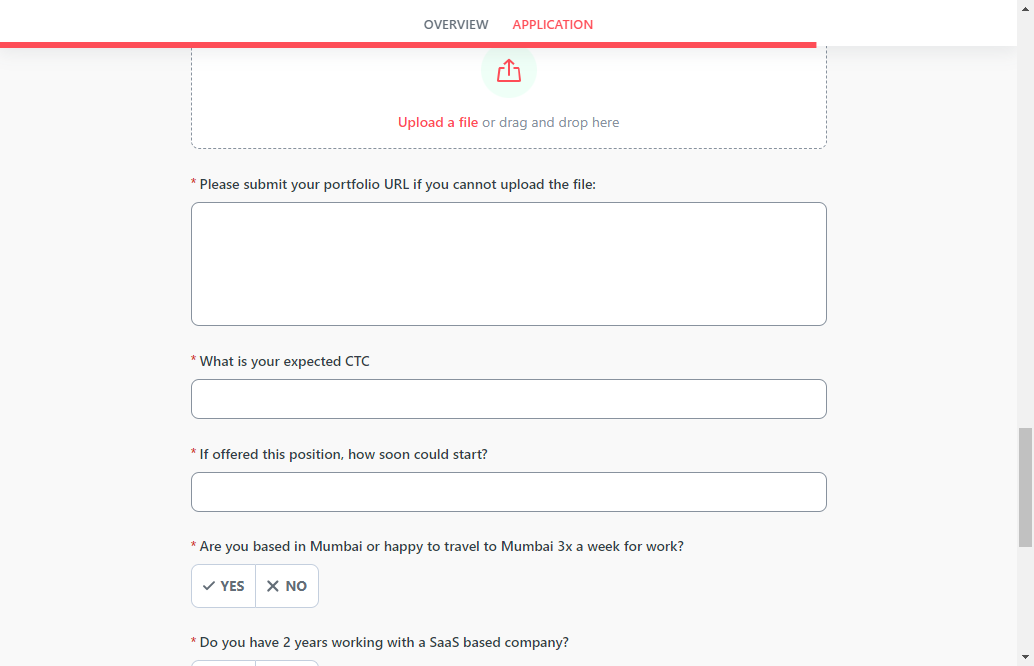 OVERVIEW APPLICATION
Upload a file or drag and drop here
* Please submit your portfolio URL if you cannot upload the file:
* What is your expected CTC
* If offered this position, how soon could start?
* Are you based in Mumbai or happy to travel to Mumbai 3x a week for work?
YES NO
* Do you have 2 years working with a SaaS based company?